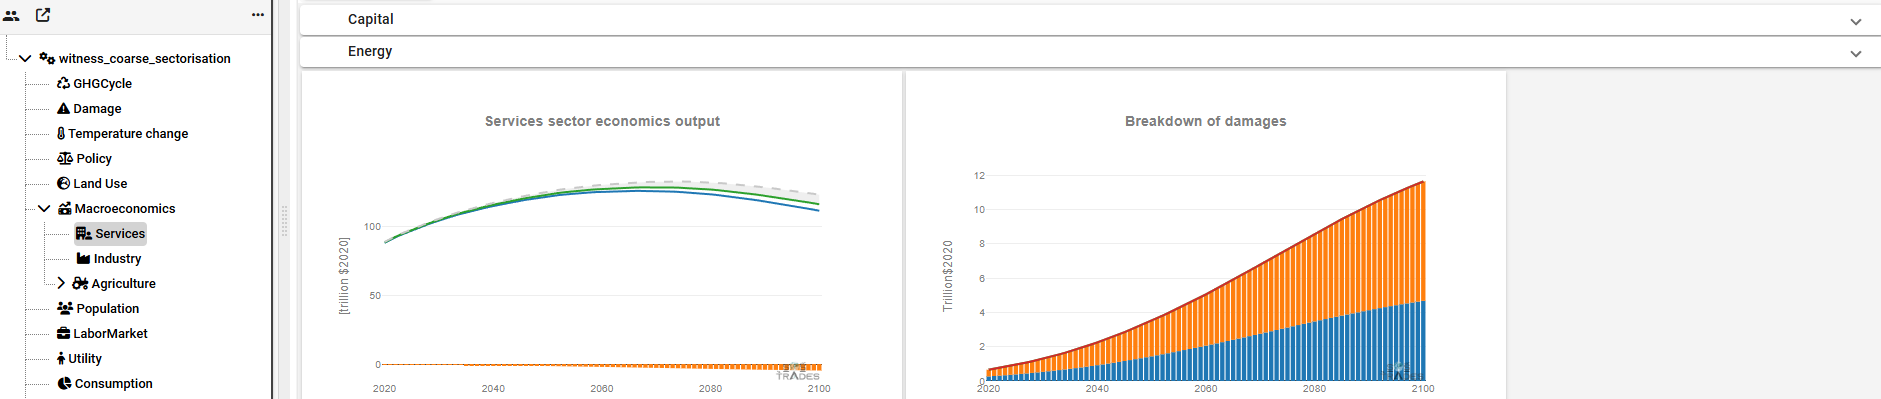 witness_coarse_sectorisation
GHGCycle
Damage
Temperature change
Policy
Land Use
Macroeconomics
Services
Industry
Agriculture
Population
LaborMarket
Utility
Consumption
Capital
Energy
Services sector economics output
[trillion $2020]
100
50
0
2020 2040 2060 2080 2100
TRADES
Breakdown of damages
Trillion$2020
12
10
8
6
4
2
0
2020 2040 2060 2080 2100